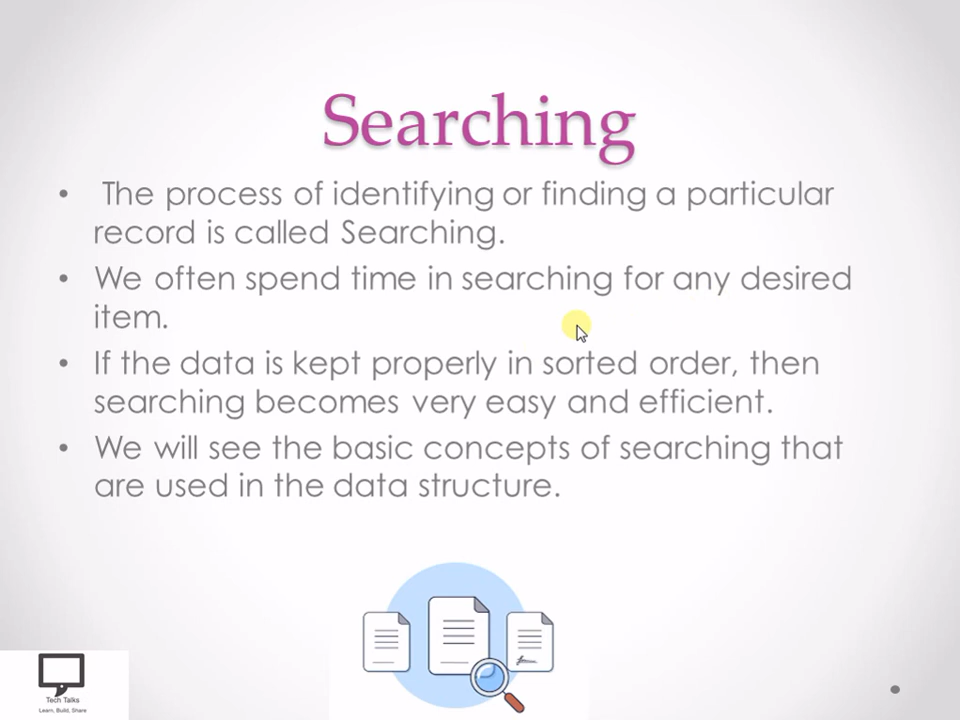 Searching
• The process of identifying or finding a particular
record is called Searching.
• We often spend time in searching for any desired
item.
• If the data is kept properly in sorted order, then
searching becomes very easy and efficient.
• We will see the basic concepts of searching that
are used in the data structure.
Tech Talks
Learn, Build, Share